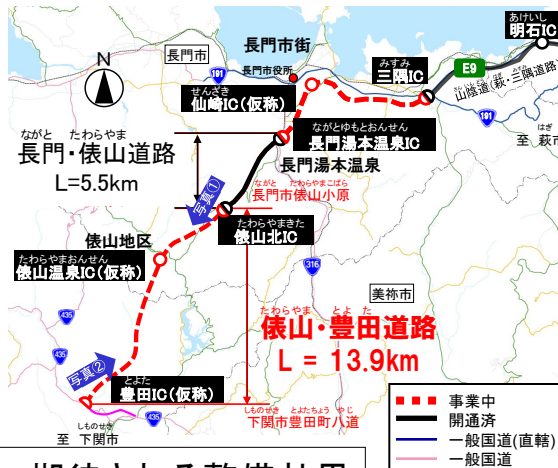 あけいし
明石IC
E9
山陰道(萩・三隅道路)
至 萩市
はぎ
191
みすみ
三隅IC
長門市
長門市街
長門市役所
191
N
せんざき
仙崎IC(仮称)
ながとゆもとおんせん
長門湯本温泉IC
長門湯本温泉
ながと たわらやま
長門・俵山道路
L=5.5km
ながと たわらやまこばら
長門市俵山小原
写真①
たわらやまきた
俵山北IC
俵山地区
たわらやまおんせん
俵山温泉IC(仮称)
316
美祢市
435
435
たわらやま とよた
俵山・豊田道路
L = 13.9km
写真②
とよた
豊田IC(仮称)
435
しものせき とよたちょう やじ
下関市豊田町八道
しものせき
至 下関市
事業中
開通済
一般国道(直轄)
一般国道